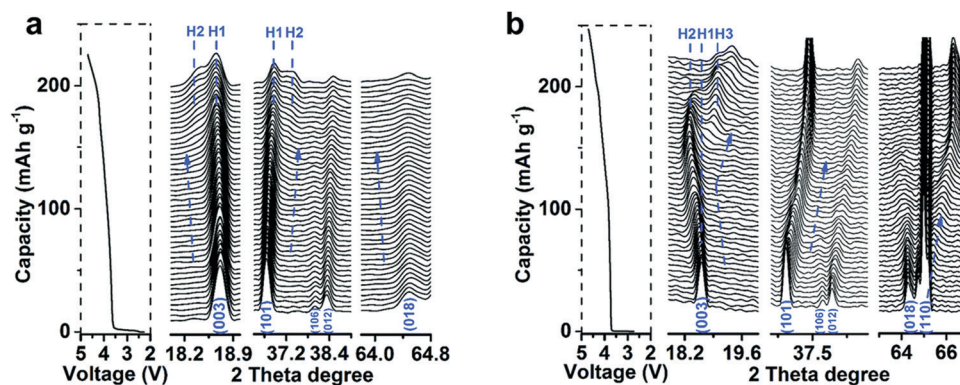 a
Capacity (mAh g⁻¹)
200
100
0
5 4 3 2
Voltage (V)
H2 H1
H1 H2
(003)
(101)
(106)
(012)
(018)
18.2 18.9
37.2 38.4
64.0 64.8
2 Theta degree
b
Capacity (mAh g⁻¹)
200
100
0
5 4 3 2
Voltage (V)
H2 H1 H3
(003)
(101)
(106)
(012)
(018)
(110)
18.2 19.6
37.5
64 66
2 Theta degree